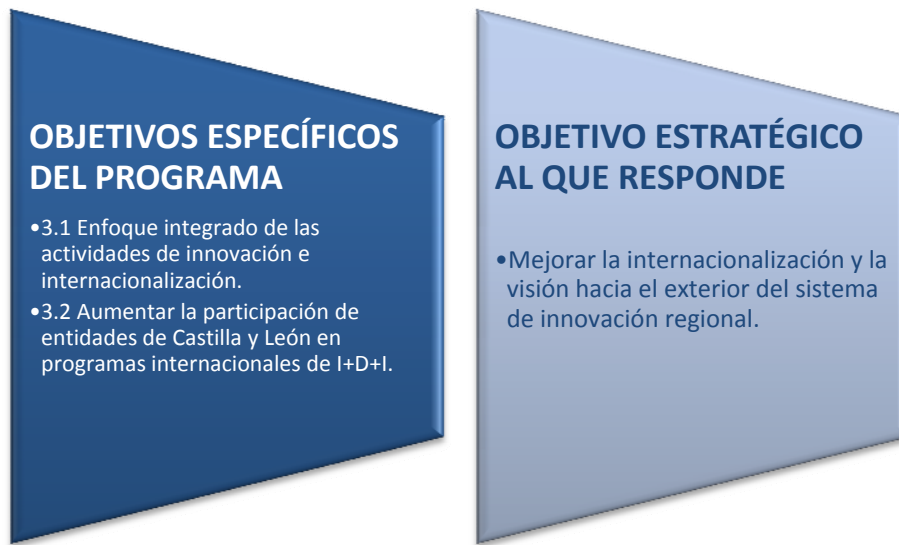 OBJETIVOS ESPECÍFICOS
DEL PROGRAMA
•3.1 Enfoque integrado de las
actividades de innovación e
internacionalización.
•3.2 Aumentar la participación de
entidades de Castilla y León en
programas internacionales de I+D+I.
OBJETIVO ESTRATÉGICO
AL QUE RESPONDE
•Mejorar la internacionalización y la
visión hacia el exterior del sistema
de innovación regional.